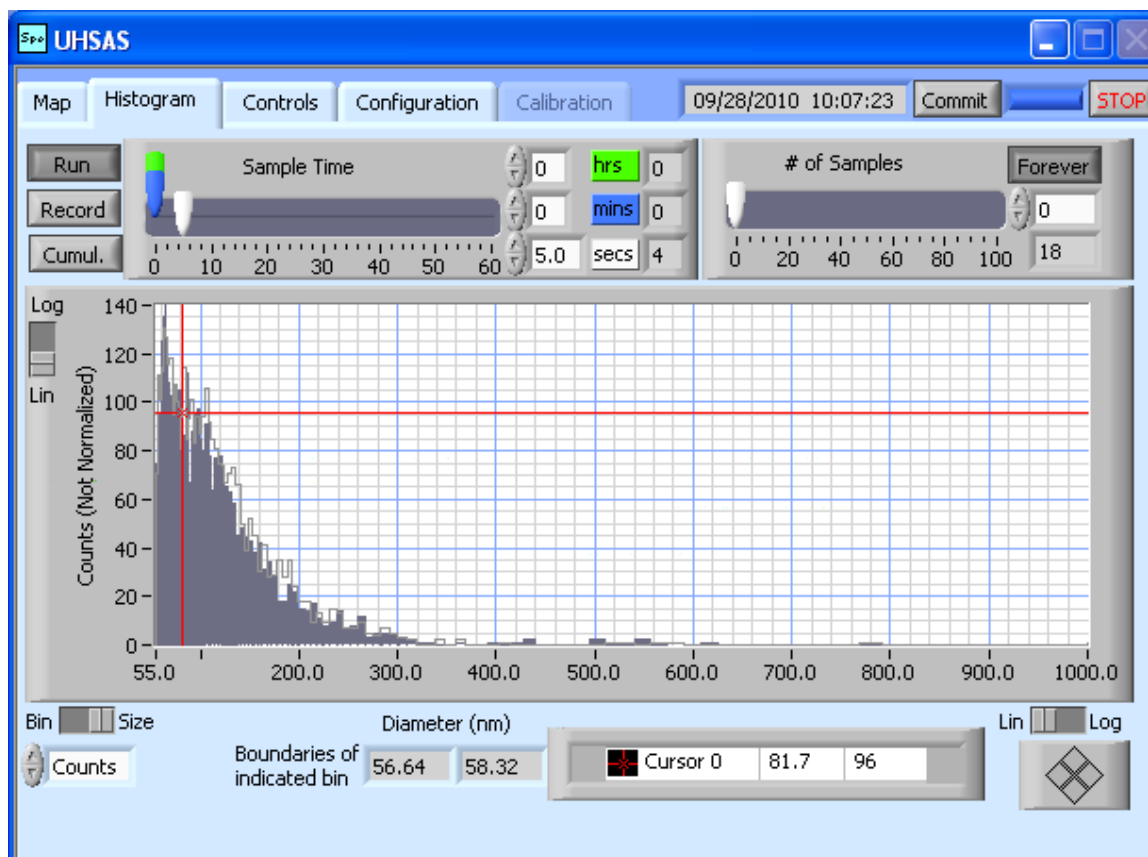 Spe UHSAS
Map Histogram Controls Configuration Calibration 09/28/2010 10:07:23 Commit STOP
Run Sample Time 0 hrs 0 # of Samples Forever
Record 0 mins 0 0
Cumul. 0 10 20 30 40 50 60 5.0 secs 4 0 20 40 60 80 100 18
Log
Lin
Counts (Not Normalized)
140
120
100
80
60
40
20
0
55.0 200.0 300.0 400.0 500.0 600.0 700.0 800.0 900.0 1000.0
Bin Size Diameter (nm) Lin Log
Counts Boundaries of indicated bin 56.64 58.32 Cursor 0 81.7 96